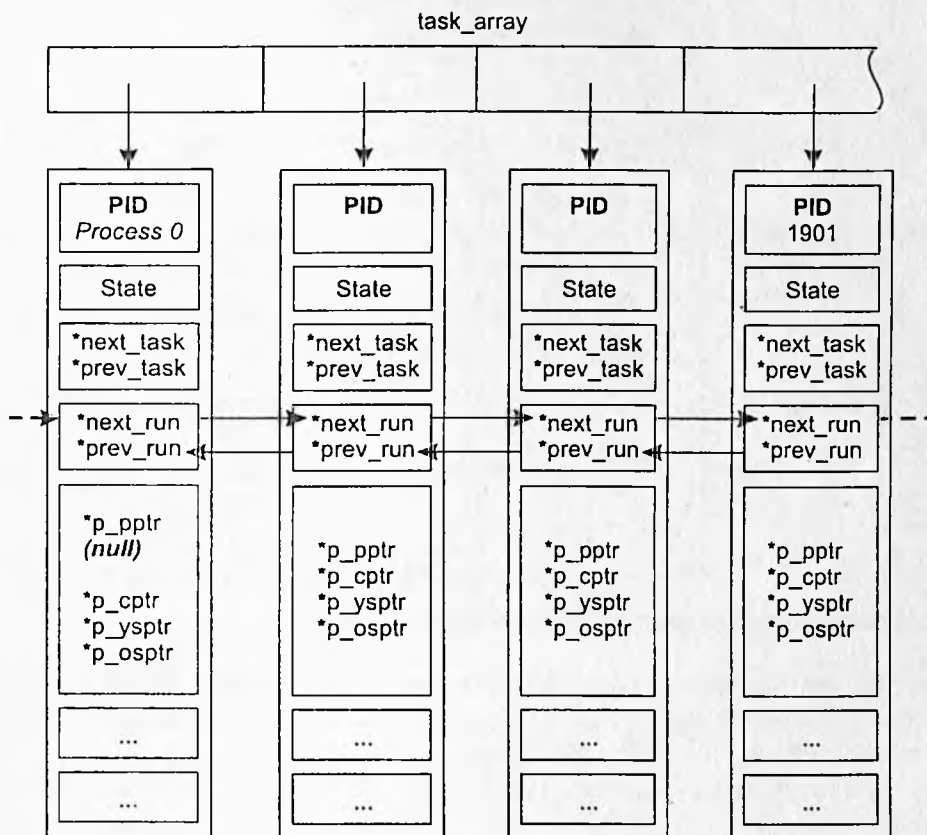 task_array
PID
Process 0
State
*next_task
*prev_task
*next_run
*prev_run
*p_pptr
(null)
*p_cptr
*p_ysptr
*p_osptr
...
...
PID
State
*next_task
*prev_task
*next_run
*prev_run
*p_pptr
*p_cptr
*p_ysptr
*p_osptr
...
...
PID
State
*next_task
*prev_task
*next_run
*prev_run
*p_pptr
*p_cptr
*p_ysptr
*p_osptr
...
...
PID
1901
State
*next_task
*prev_task
*next_run
*prev_run
*p_pptr
*p_cptr
*p_ysptr
*p_osptr
...
...